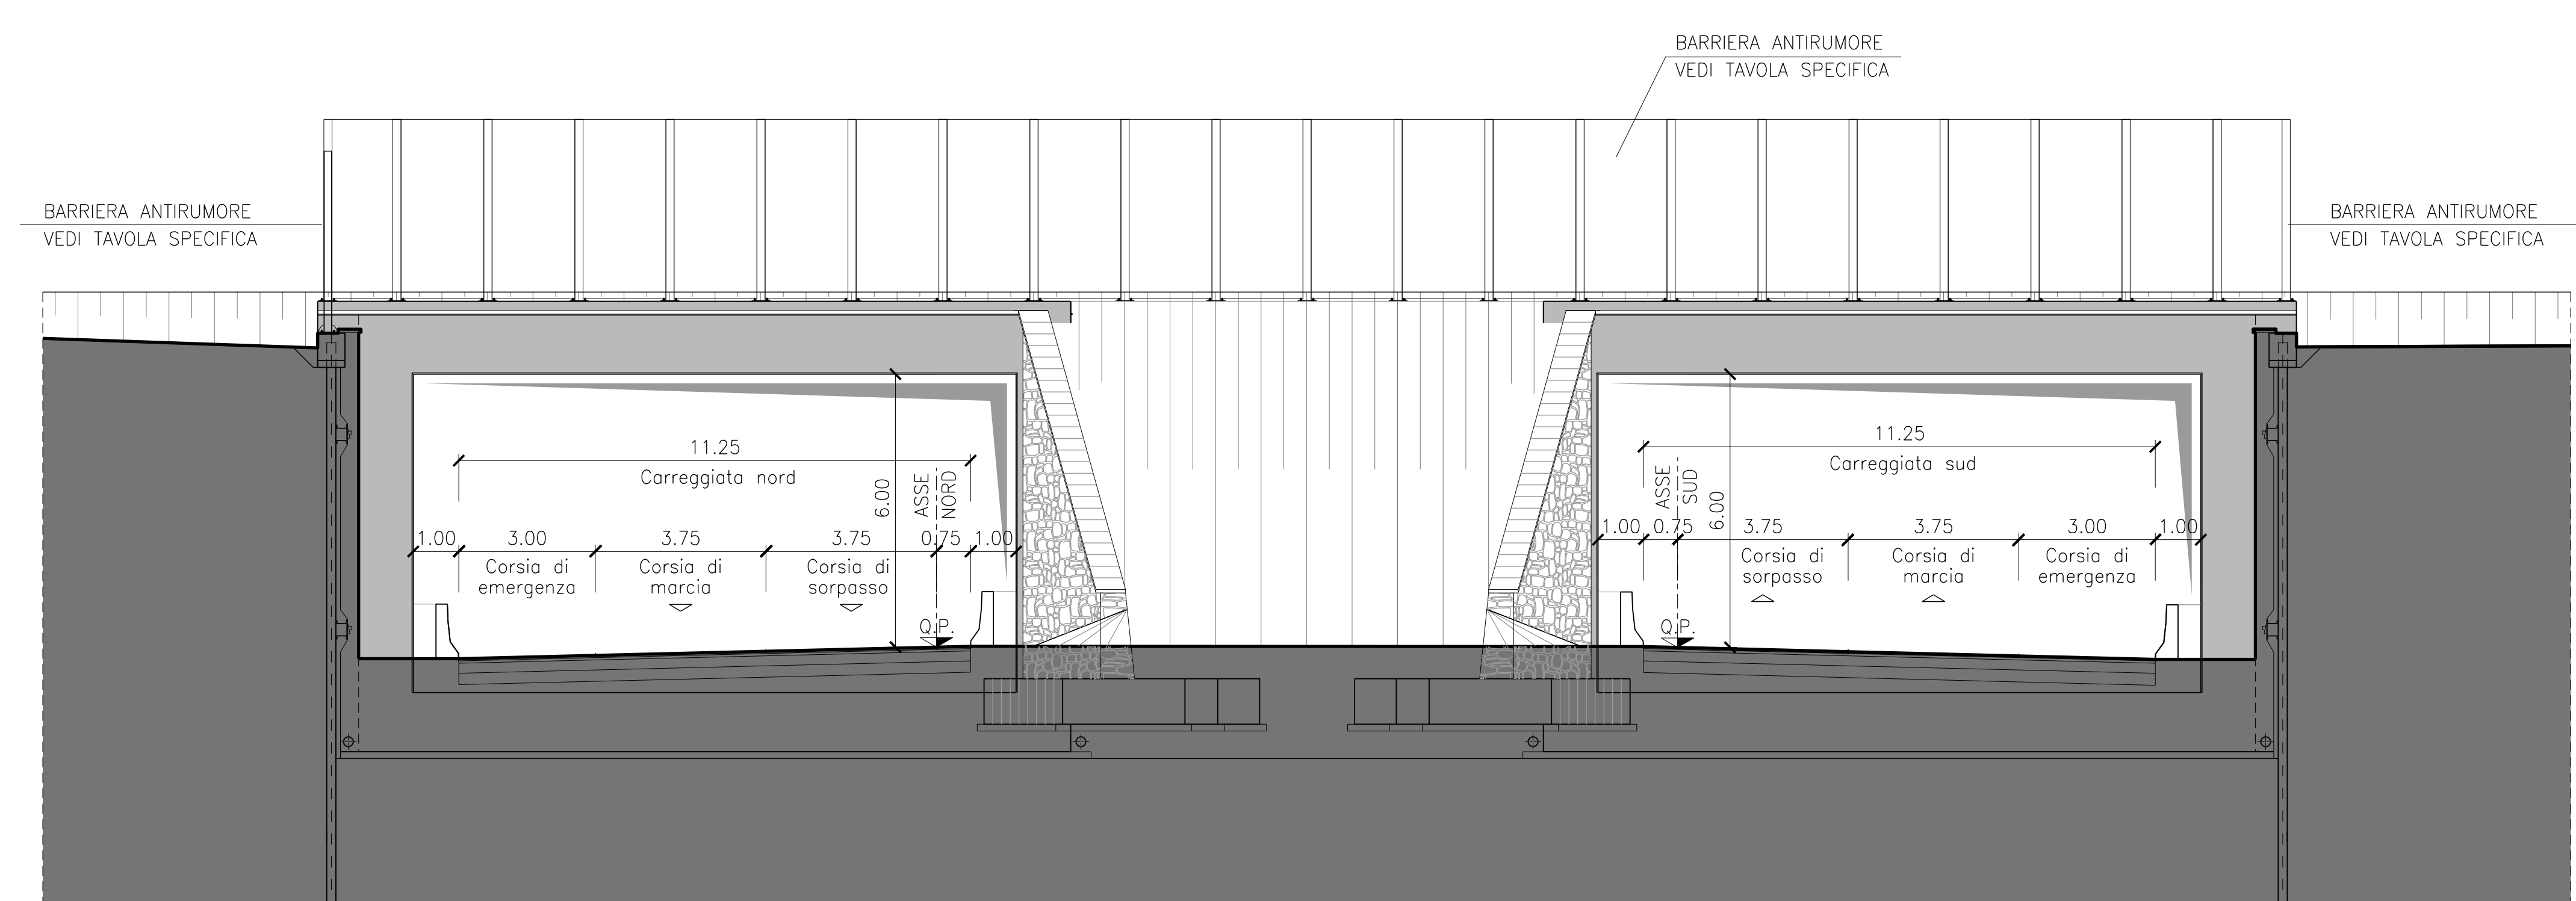 BARRIERA ANTIRUMORE
VEDI TAVOLA SPECIFICA
BARRIERA ANTIRUMORE
VEDI TAVOLA SPECIFICA
BARRIERA ANTIRUMORE
VEDI TAVOLA SPECIFICA
11.25
Carreggiata nord
6.00
ASSE
NORD
1.00 3.00 3.75 3.75 0.75 1.00
Corsia di
emergenza
Corsia di
marcia
Corsia di
sorpasso
Q.P.
11.25
Carreggiata sud
ASSE
SUD
6.00
1.00 0.75 3.75 3.75 3.00 1.00
Corsia di
sorpasso
Corsia di
marcia
Corsia di
emergenza
Q.P.